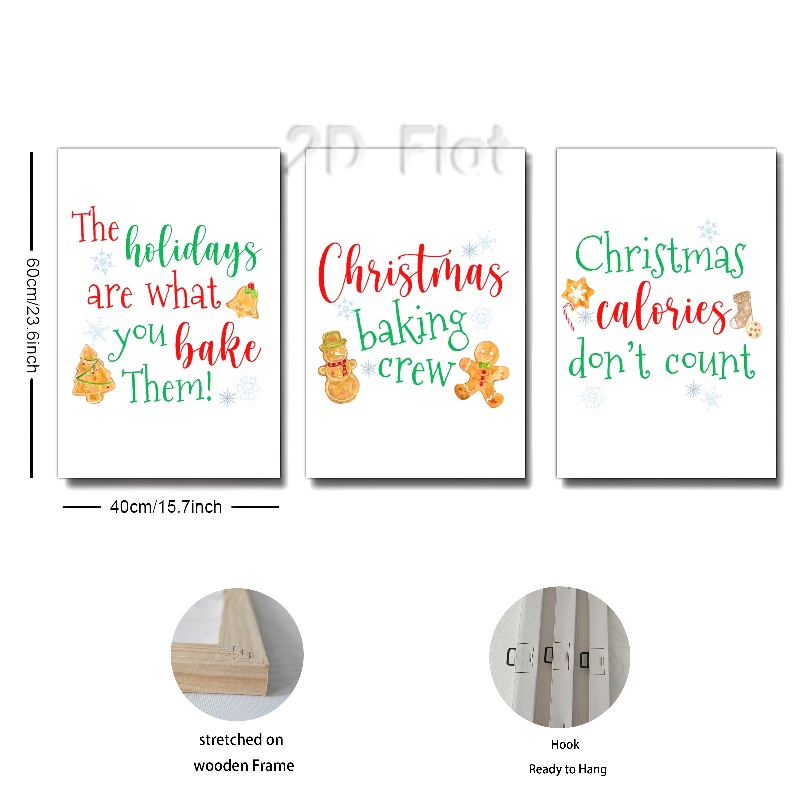 2D Flat
60cm/23.6inch
The
holidays
are what
you bake
Them!
Christmas
baking
crew
Christmas
calories
don't count
40cm/15.7inch
stretched on
wooden Frame
Hook
Ready to Hang